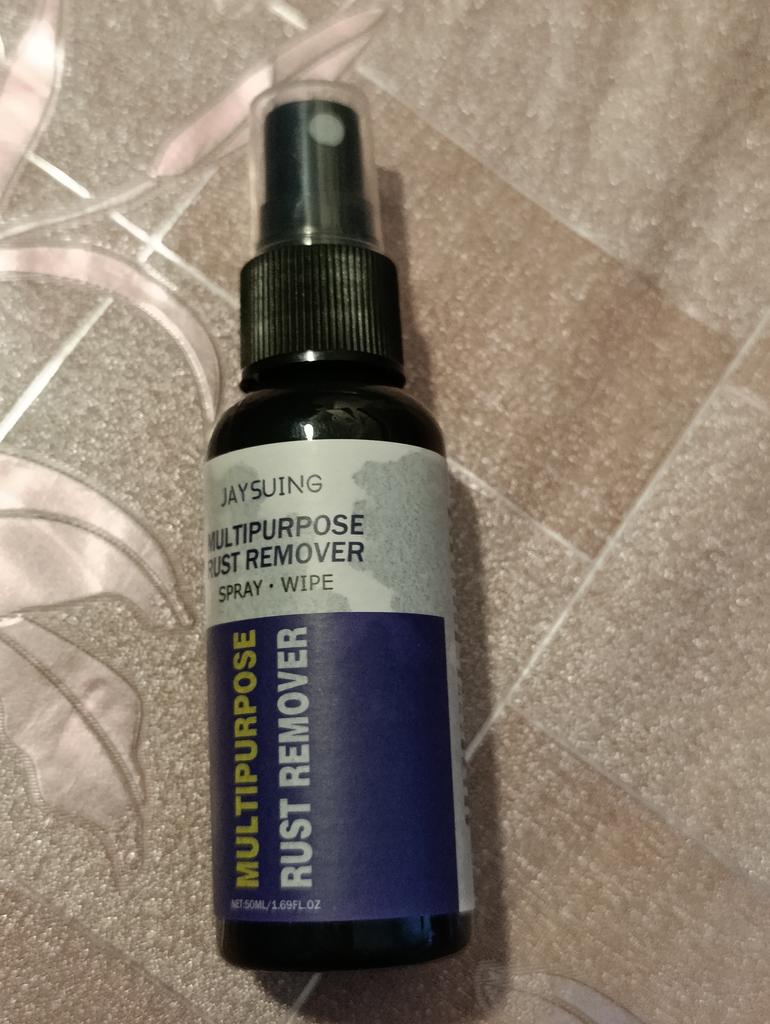 JAYSUING
MULTIPURPOSE
RUST REMOVER
SPRAY • WIPE
MULTIPURPOSE
RUST REMOVER
NET:50ML/1.69FL.OZ